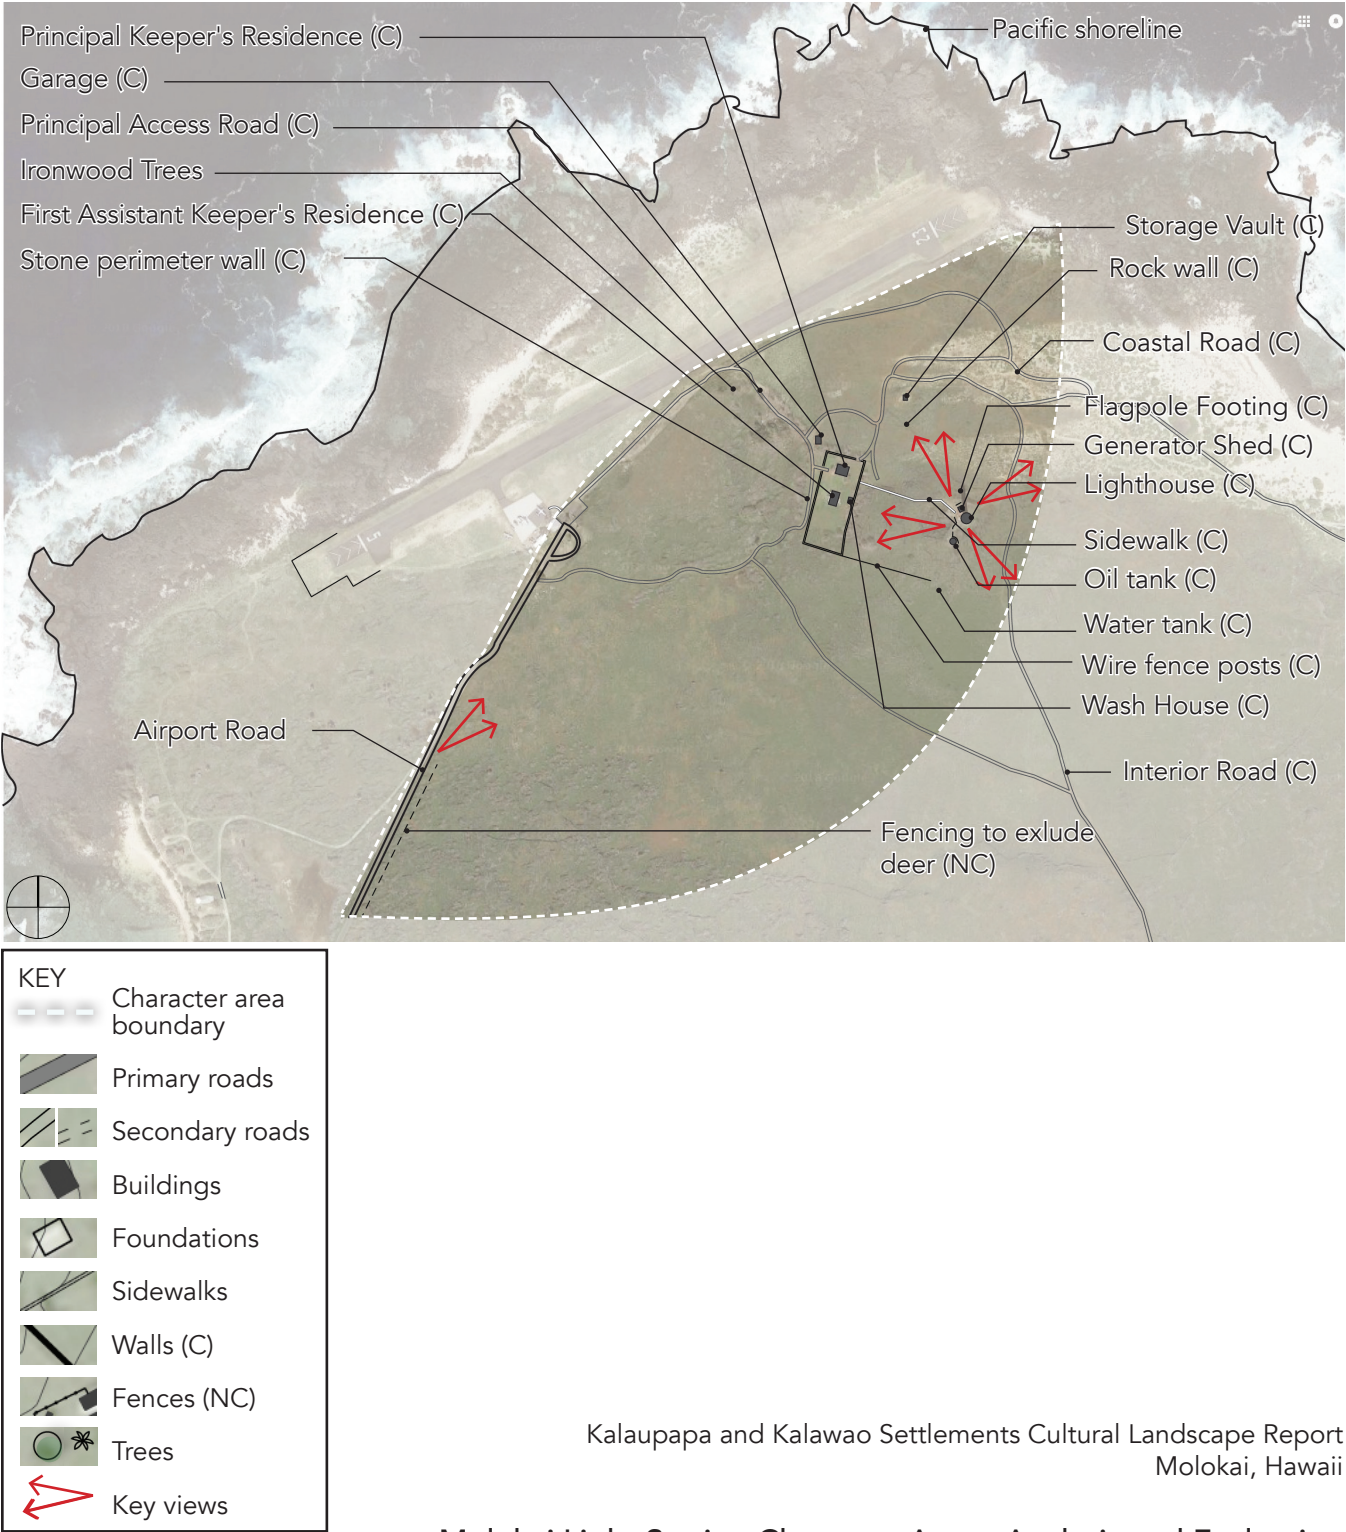 Principal Keeper's Residence (C)
Garage (C)
Principal Access Road (C)
Ironwood Trees
First Assistant Keeper's Residence (C)
Stone perimeter wall (C)
Pacific shoreline
Storage Vault (C)
Rock wall (C)
Coastal Road (C)
Flagpole Footing (C)
Generator Shed (C)
Lighthouse (C)
Sidewalk (C)
Oil tank (C)
Water tank (C)
Wire fence posts (C)
Wash House (C)
Interior Road (C)
Airport Road
Fencing to exlude
deer (NC)
23
5
KEY
Character area
boundary
Primary roads
Secondary roads
Buildings
Foundations
Sidewalks
Walls (C)
Fences (NC)
Trees
Key views
Kalaupapa and Kalawao Settlements Cultural Landscape Report
Molokai, Hawaii